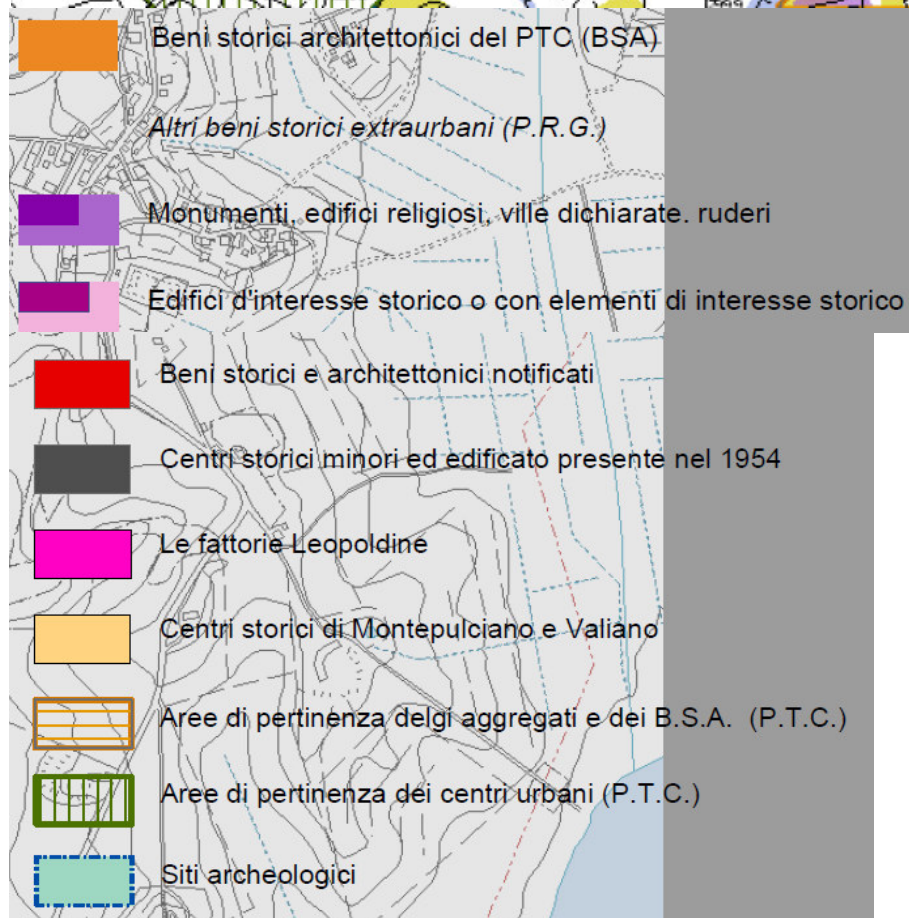 Beni storici architettonici del PTC (BSA)
Altri beni storici extraurbani (P.R.G.)
Monumenti, edifici religiosi, ville dichiarate. ruderi
Edifici d'interesse storico o con elementi di interesse storico
Beni storici e architettonici notificati
Centri storici minori ed edificato presente nel 1954
Le fattorie Leopoldine
Centri storici di Montepulciano e Valiano
Aree di pertinenza delgi aggregati e dei B.S.A. (P.T.C.)
Aree di pertinenza dei centri urbani (P.T.C.)
Siti archeologici